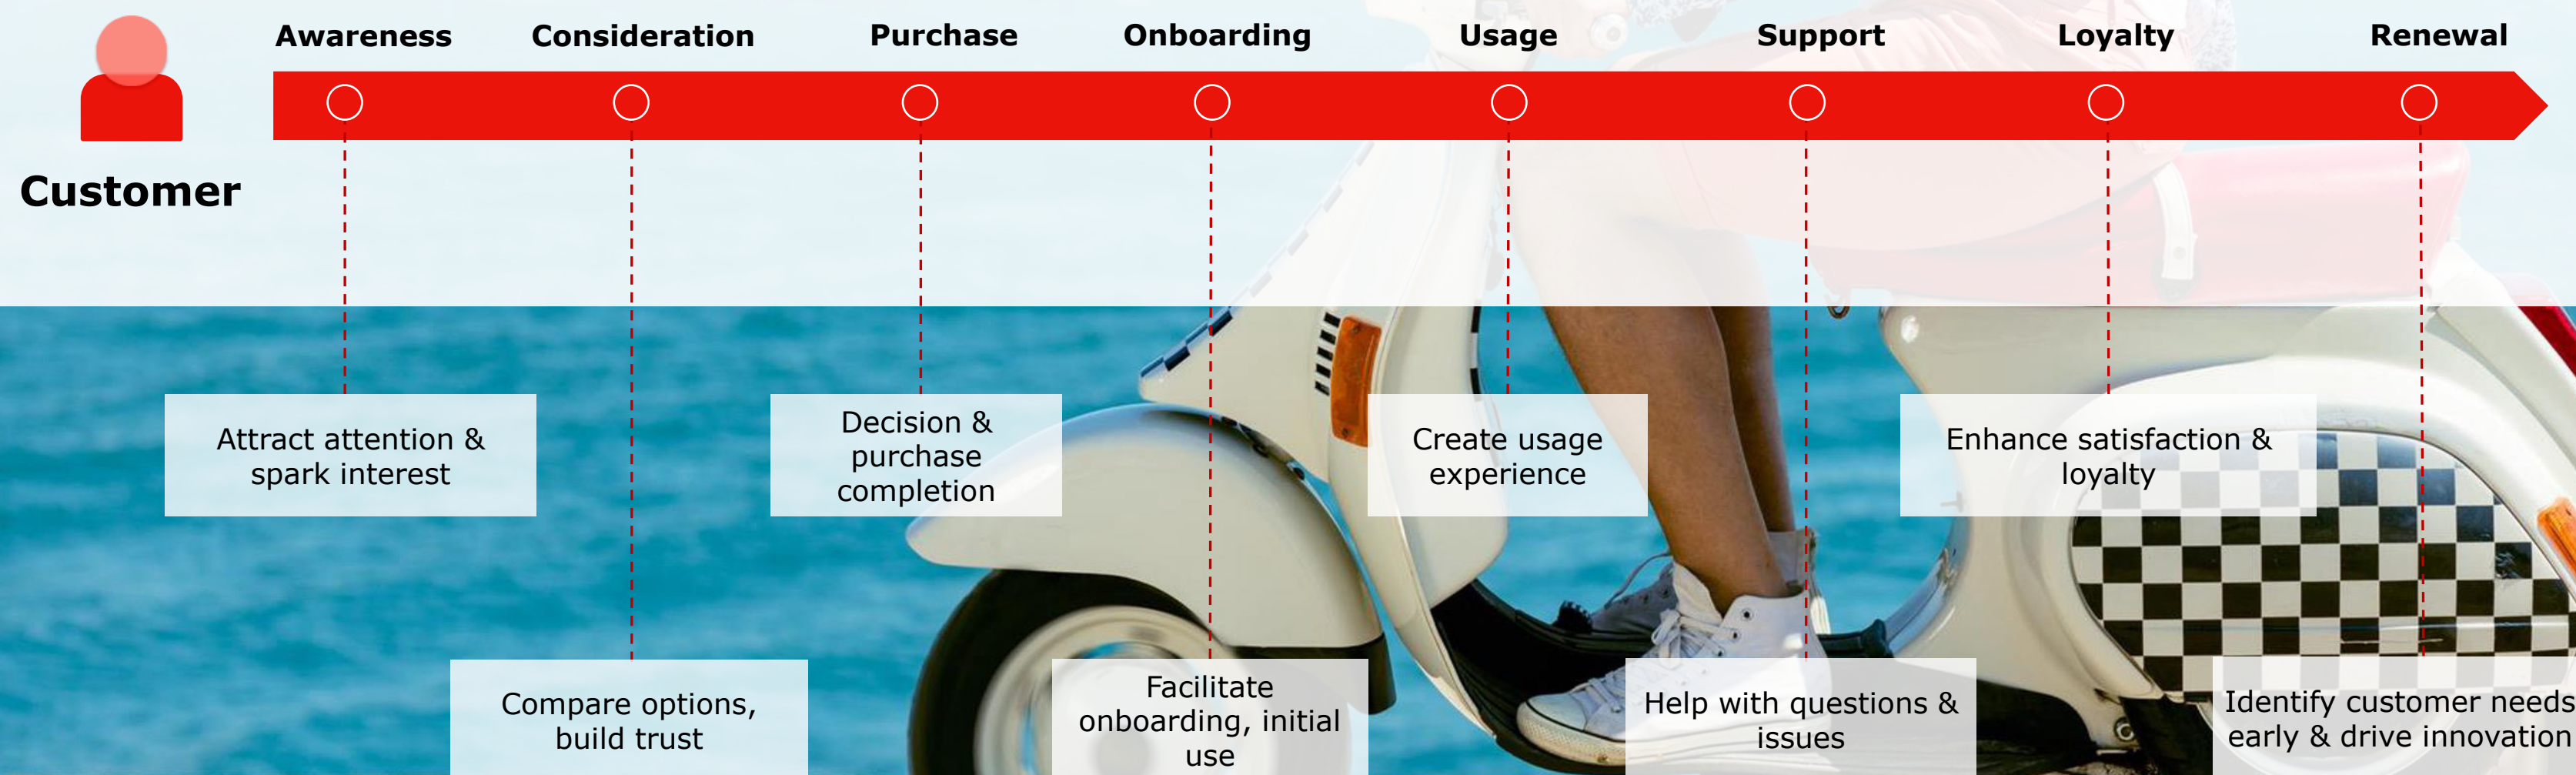 Awareness
Consideration
Purchase
Onboarding
Usage
Support
Loyalty
Renewal
Customer
Attract attention &
spark interest
Decision &
purchase
completion
Create usage
experience
Enhance satisfaction &
loyalty
Compare options,
build trust
Facilitate
onboarding, initial
use
Help with questions &
issues
Identify customer needs
early & drive innovation